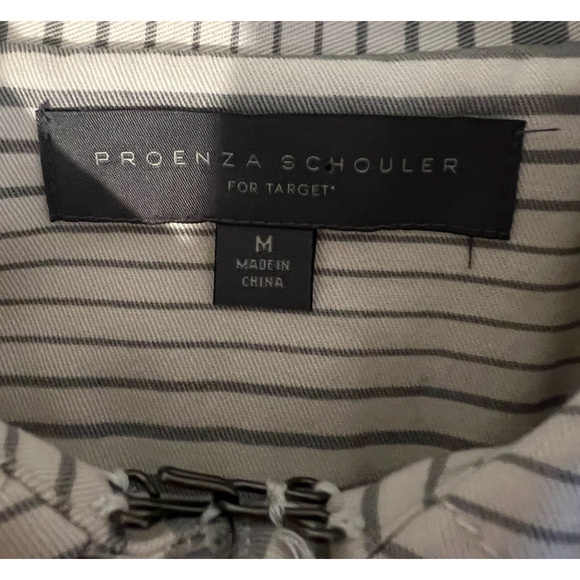 PROENZA SCHOULER
FOR TARGET*
M
MADE IN
CHINA